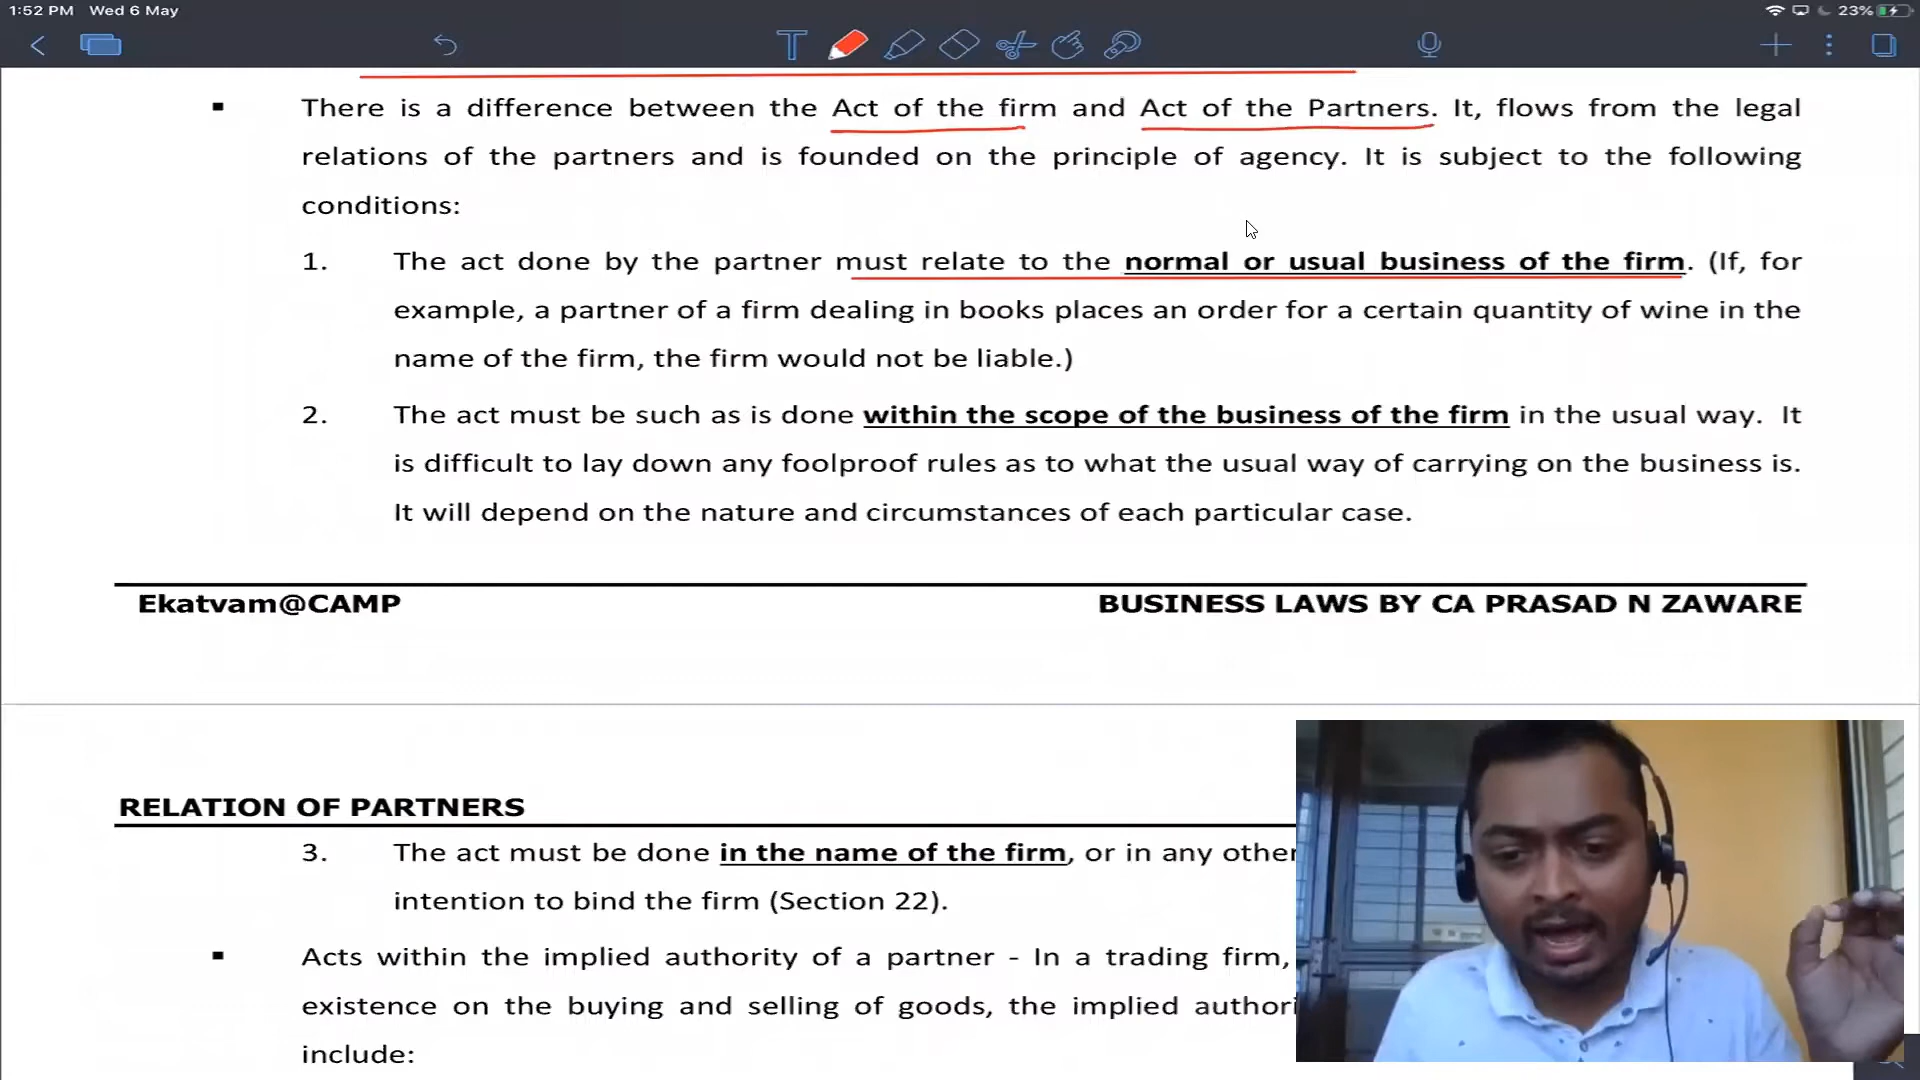 1:52 PM Wed 6 May
23%
▪ There is a difference between the Act of the firm and Act of the Partners. It, flows from the legal
relations of the partners and is founded on the principle of agency. It is subject to the following
conditions:
1. The act done by the partner must relate to the normal or usual business of the firm. (If, for
example, a partner of a firm dealing in books places an order for a certain quantity of wine in the
name of the firm, the firm would not be liable.)
2. The act must be such as is done within the scope of the business of the firm in the usual way. It
is difficult to lay down any foolproof rules as to what the usual way of carrying on the business is.
It will depend on the nature and circumstances of each particular case.
Ekatvam@CAMP BUSINESS LAWS BY CA PRASAD N ZAWARE
RELATION OF PARTNERS
3. The act must be done in the name of the firm, or in any other
intention to bind the firm (Section 22).
▪ Acts within the implied authority of a partner - In a trading firm,
existence on the buying and selling of goods, the implied authori
include: